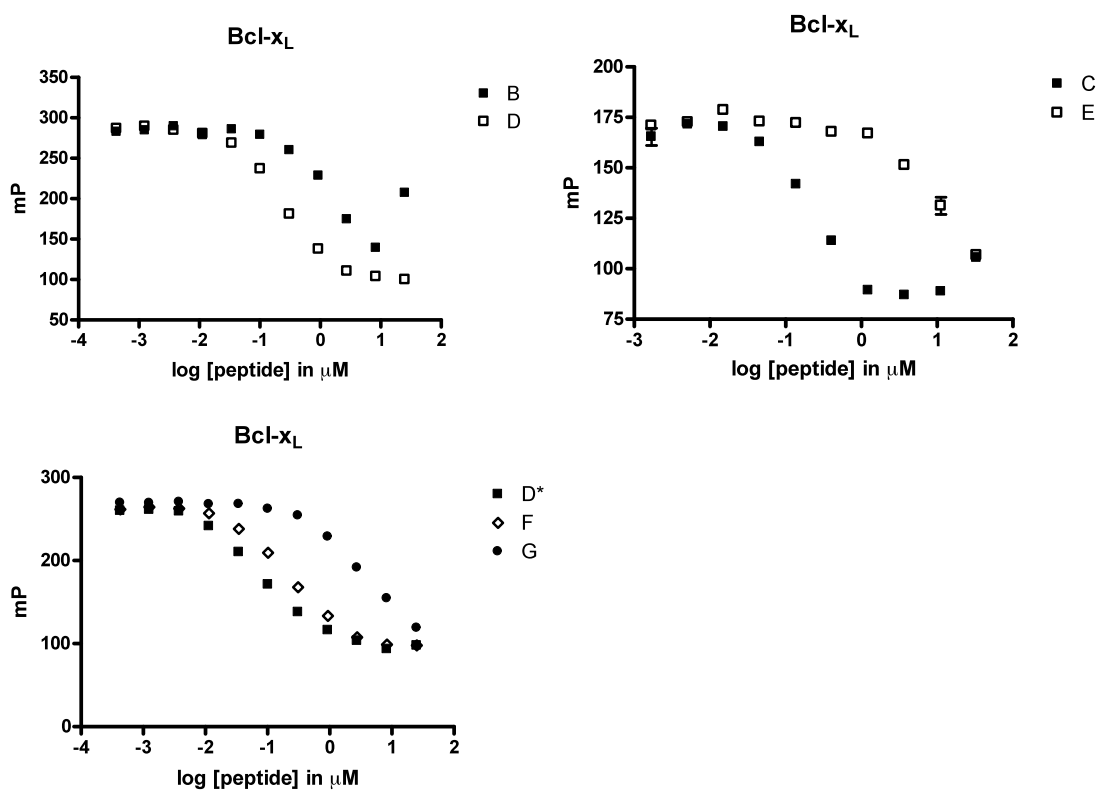 Bcl-xL
350
300
250
200
150
100
50
mP
-4 -3 -2 -1 0 1 2
log [peptide] in μM
B
D
Bcl-xL
200
175
150
125
100
75
mP
-3 -2 -1 0 1 2
log [peptide] in μM
C
E
Bcl-xL
300
200
100
0
mP
-4 -3 -2 -1 0 1 2
log [peptide] in μM
D*
F
G